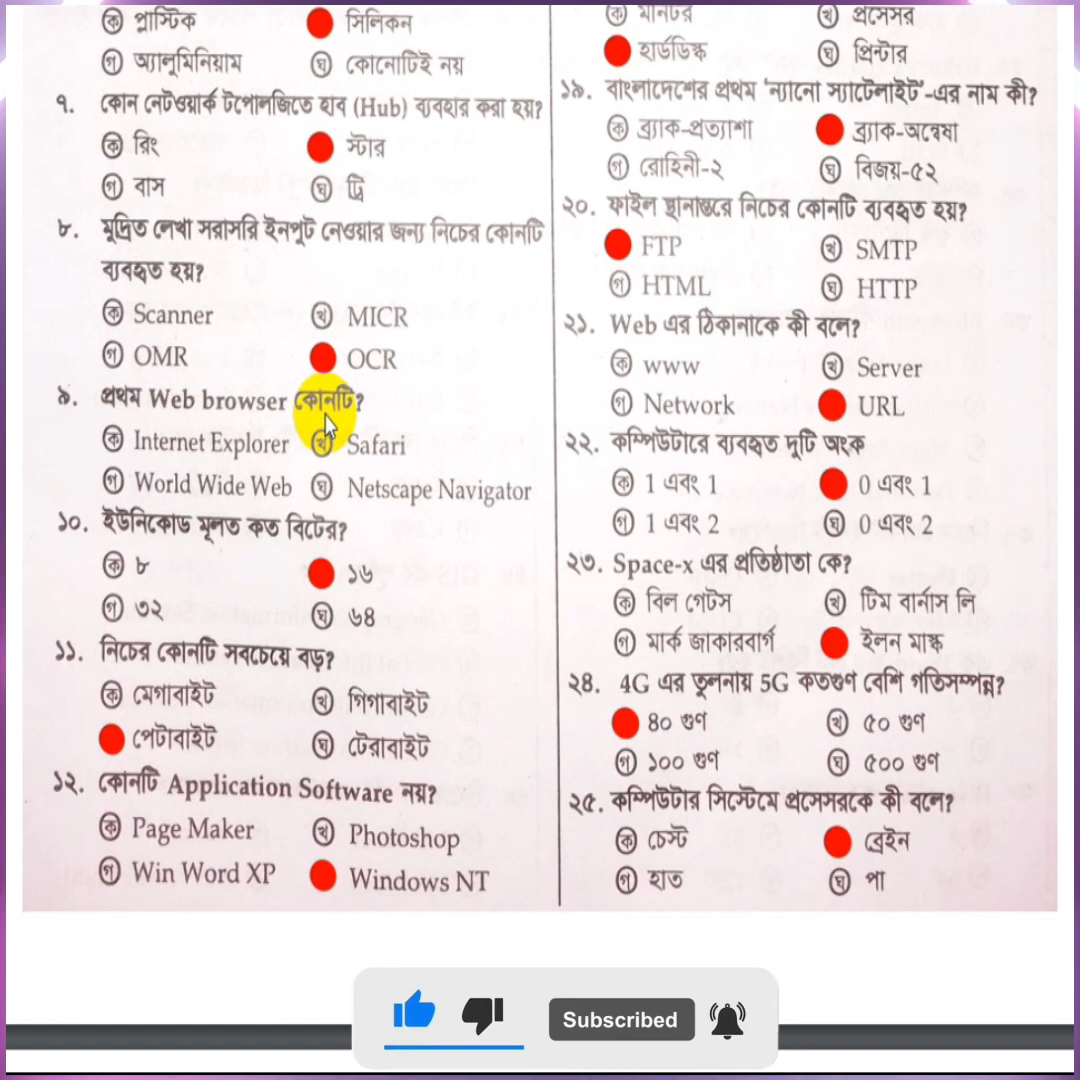 ⓚ প্লাস্টিক সিলিকন
ⓖ অ্যালুমিনিয়াম ঘ কোনোটিই নয়
৭. কোন নেটওয়ার্ক টপোলজিতে হাব (Hub) ব্যবহার করা হয়?
ক রিং স্টার
গ বাস ঘ ট্রি
৮. মুদ্রিত লেখা সরাসরি ইনপুট নেওয়ার জন্য নিচের কোনটি
ব্যবহৃত হয়?
ক Scanner খ MICR
গ OMR OCR
৯. প্রথম Web browser কোনটি?
ক Internet Explorer খ Safari
গ World Wide Web ঘ Netscape Navigator
১০. ইউনিকোড মূলত কত বিটের?
ক ৮ ১৬
গ ৩২ ঘ ৬৪
১১. নিচের কোনটি সবচেয়ে বড়?
ক মেগাবাইট খ গিগাবাইট
পেটাবাইট ঘ টেরাবাইট
১২. কোনটি Application Software নয়?
ক Page Maker খ Photoshop
গ Win Word XP Windows NT
ক মনিটর খ প্রসেসর
হার্ডডিস্ক ঘ প্রিন্টার
১৯. বাংলাদেশের প্রথম 'ন্যানো স্যাটেলাইট'-এর নাম কী?
ক ব্র্যাক-প্রত্যাশা ব্র্যাক-অন্বেষা
গ রোহিনী-২ ঘ বিজয়-৫২
২০. ফাইল স্থানান্তরে নিচের কোনটি ব্যবহৃত হয়?
FTP খ SMTP
গ HTML ঘ HTTP
২১. Web এর ঠিকানাকে কী বলে?
ক www খ Server
গ Network URL
২২. কম্পিউটারে ব্যবহৃত দুটি অংক
ক 1 এবং 1 0 এবং 1
গ 1 এবং 2 ঘ 0 এবং 2
২৩. Space-x এর প্রতিষ্ঠাতা কে?
ক বিল গেটস খ টিম বার্নাস লি
গ মার্ক জাকাববার্গ ইলন মাস্ক
২৪. 4G এর তুলনায় 5G কতগুণ বেশি গতিসম্পন্ন?
৪০ গুণ খ ৫০ গুণ
গ ১০০ গুণ ঘ ৫০০ গুণ
২৫. কম্পিউটার সিস্টেমে প্রসেসরকে কী বলে?
ক চেস্ট ব্রেইন
গ হাত ঘ পা
Subscribed